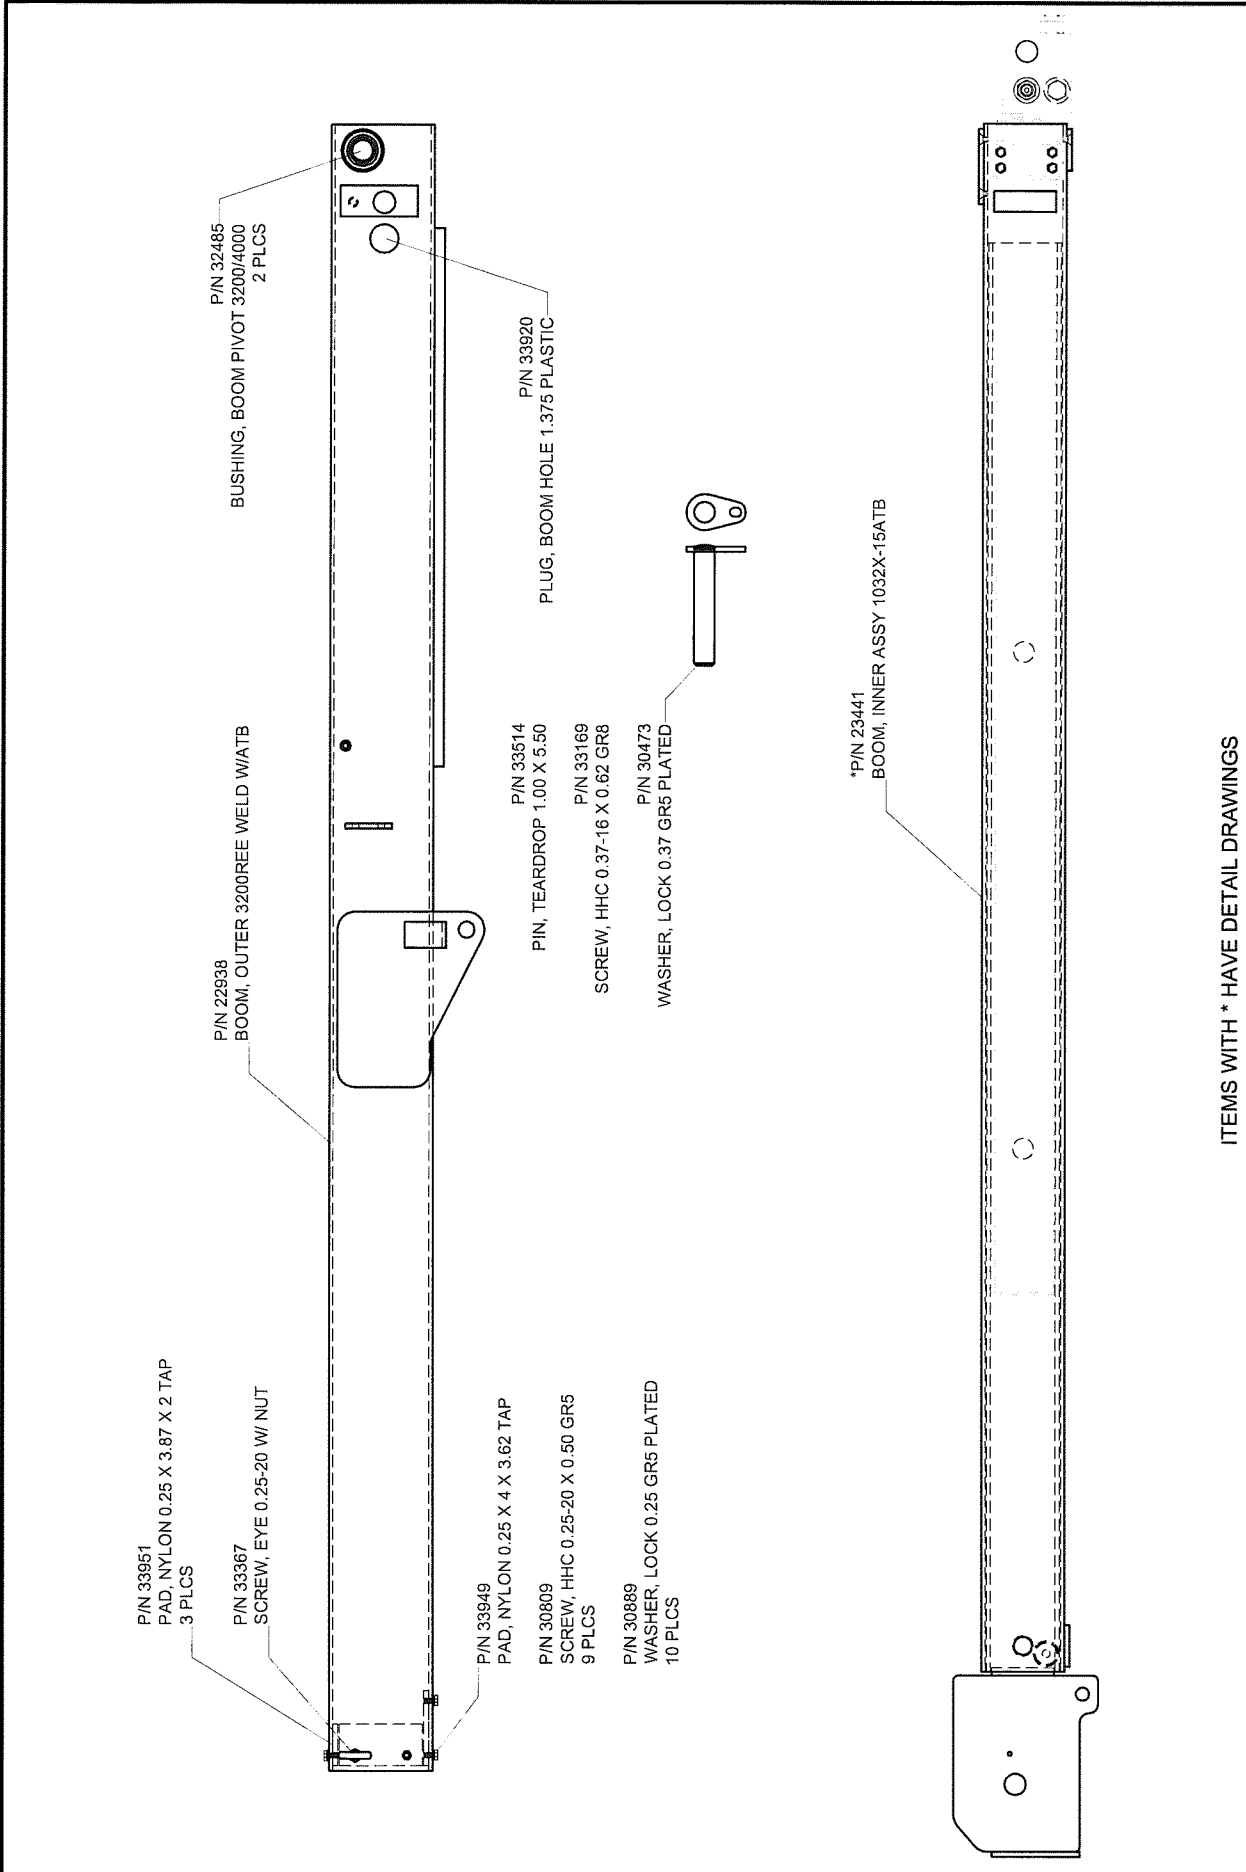 P/N 33951
PAD, NYLON 0.25 X 3.87 X 2 TAP
3 PLCS
P/N 33367
SCREW, EYE 0.25-20 W/ NUT
P/N 22938
BOOM, OUTER 3200REE WELD W/ATB
P/N 32485
BUSHING, BOOM PIVOT 3200/4000
2 PLCS
P/N 33949
PAD, NYLON 0.25 X 4 X 3.62 TAP
P/N 30809
SCREW, HHC 0.25-20 X 0.50 GR5
9 PLCS
P/N 30889
WASHER, LOCK 0.25 GR5 PLATED
10 PLCS
P/N 33514
PIN, TEARDROP 1.00 X 5.50
P/N 33169
SCREW, HHC 0.37-16 X 0.62 GR8
P/N 30473
WASHER, LOCK 0.37 GR5 PLATED
P/N 33920
PLUG, BOOM HOLE 1.375 PLASTIC
*P/N 23441
BOOM, INNER ASSY 1032X-15ATB
ITEMS WITH * HAVE DETAIL DRAWINGS